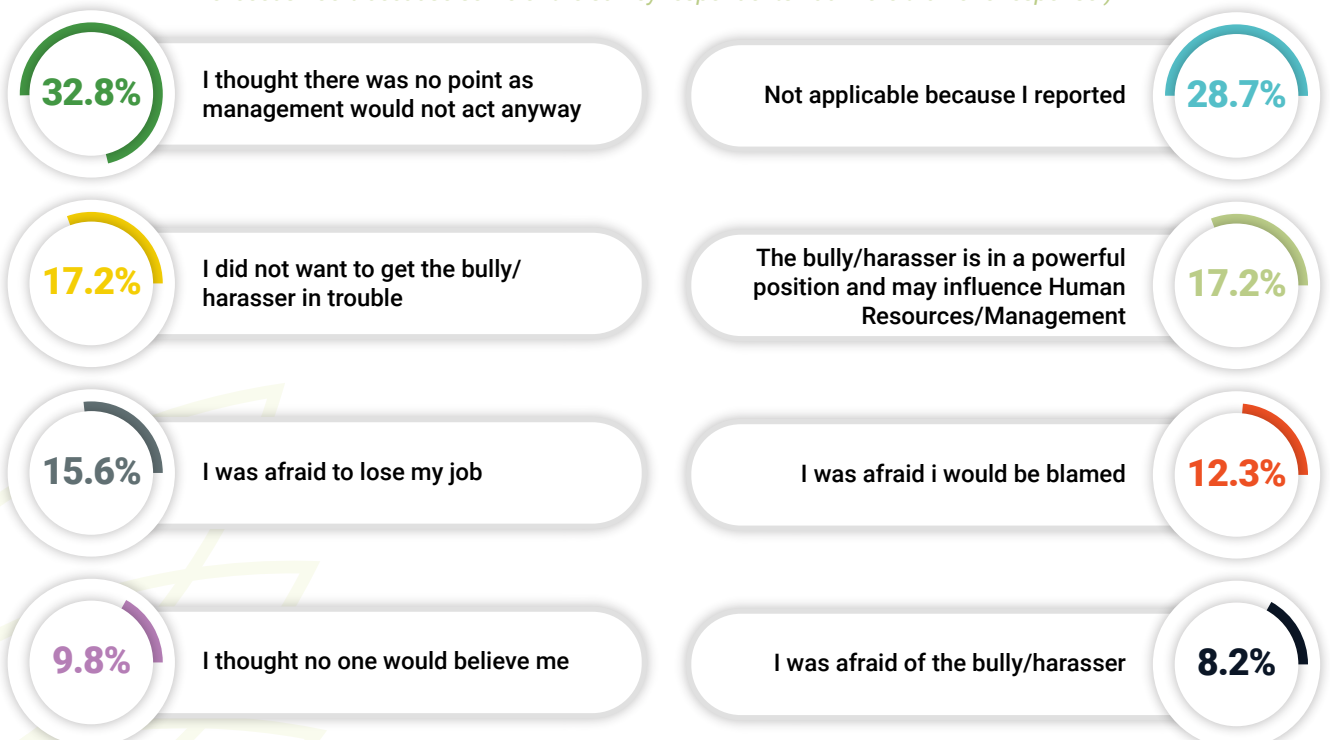 32.8%
I thought there was no point as
management would not act anyway
Not applicable because I reported
28.7%
17.2%
I did not want to get the bully/
harasser in trouble
The bully/harasser is in a powerful
position and may influence Human
Resources/Management
17.2%
15.6%
I was afraid to lose my job
I was afraid i would be blamed
12.3%
9.8%
I thought no one would believe me
I was afraid of the bully/harasser
8.2%